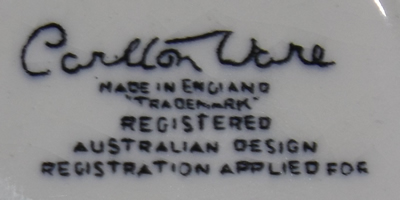 Carlton Ware
MADE IN ENGLAND
"TRADEMARK"
REGISTERED
AUSTRALIAN DESIGN
REGISTRATION APPLIED FOR